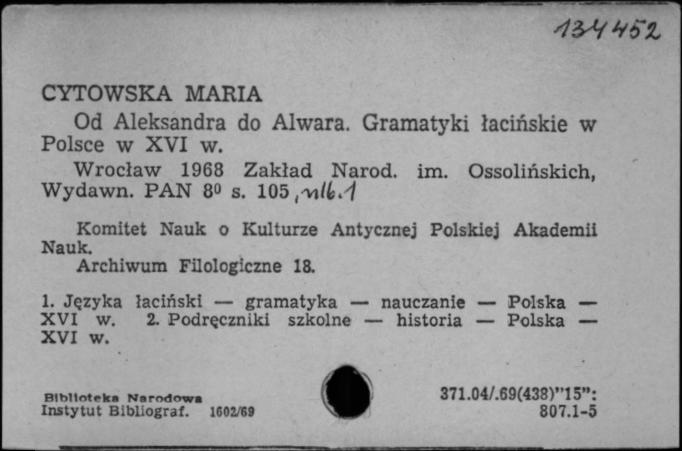 134452
CYTOWSKA MARIA
Od Aleksandra do Alwara. Gramatyki łacińskie w
Polsce w XVI w.
Wrocław 1968 Zakład Narod. im. Ossolińskich,
Wydawn. PAN 8⁰ s. 105, nlb. 1
Komitet Nauk o Kulturze Antycznej Polskiej Akademii
Nauk.
Archiwum Filologiczne 18.
1. Języka łaciński — gramatyka — nauczanie — Polska —
XVI w. 2. Podręczniki szkolne — historia — Polska —
XVI w.
Biblioteka Narodowa
Instytut Bibliograf. 1602/69
371.04/.69(438)"15":
807.1-5